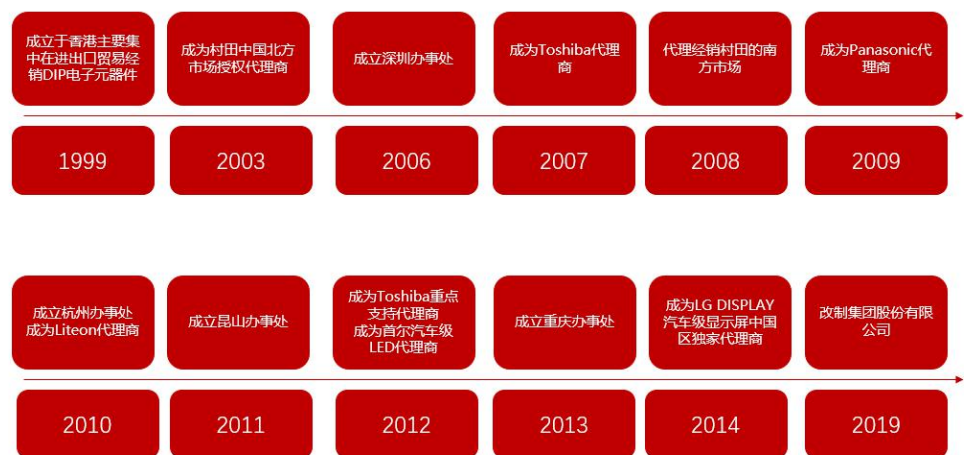 成立于香港主要集
中在进出口贸易经
销DIP电子元器件
成为村田中国北方
市场授权代理商
成立深圳办事处
成为Toshiba代理
商
代理经销村田的南
方市场
成为Panasonic代
理商
1999
2003
2006
2007
2008
2009
成立杭州办事处
成为Liteon代理商
成立昆山办事处
成为Toshiba重点
支持代理商
成为首尔汽车级
LED代理商
成立重庆办事处
成为LG DISPLAY
汽车级显示屏中国
区独家代理商
改制集团股份有限
公司
2010
2011
2012
2013
2014
2019